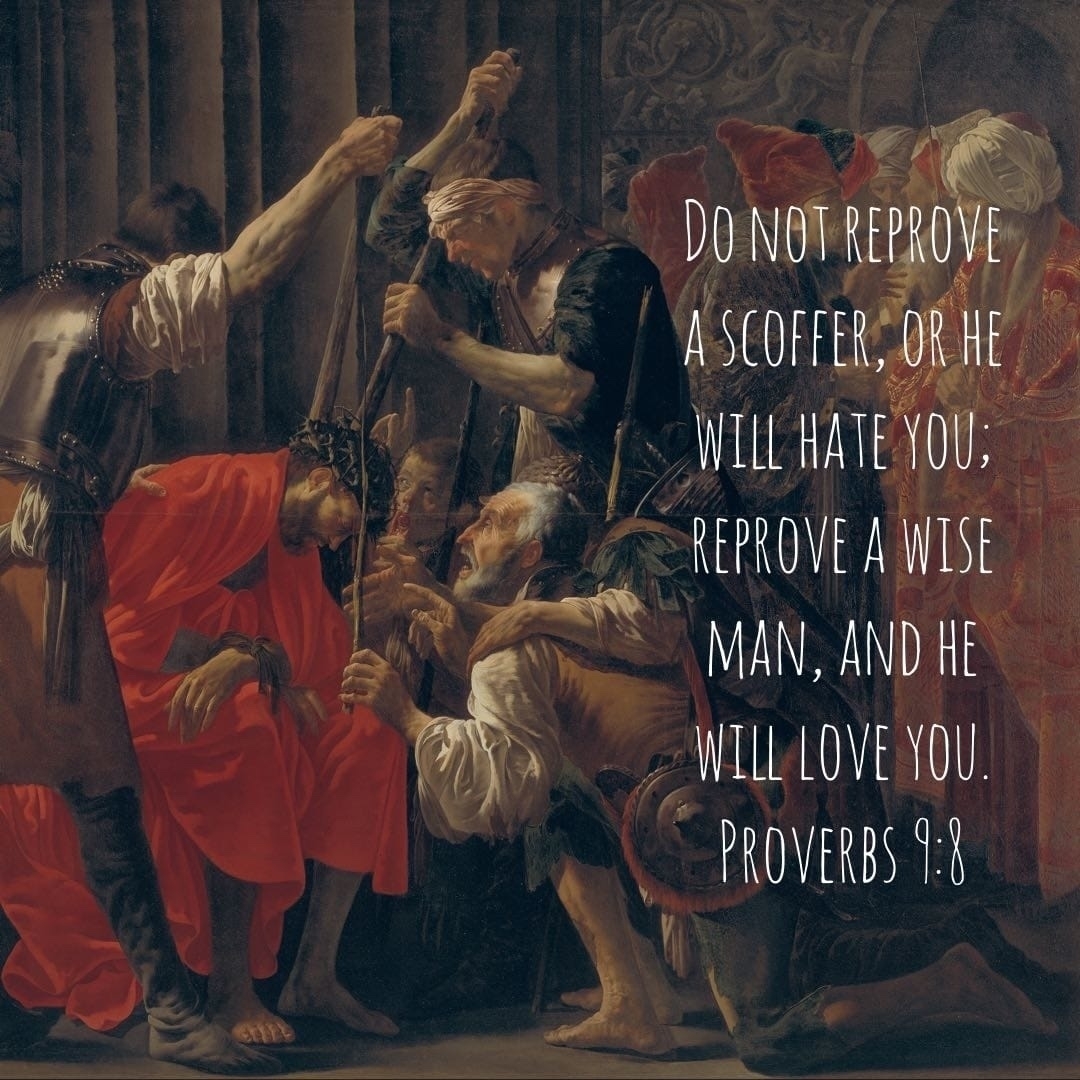 Do not reprove
a scoffer, or he
will hate you;
reprove a wise
man, and he
will love you.
Proverbs 9:8